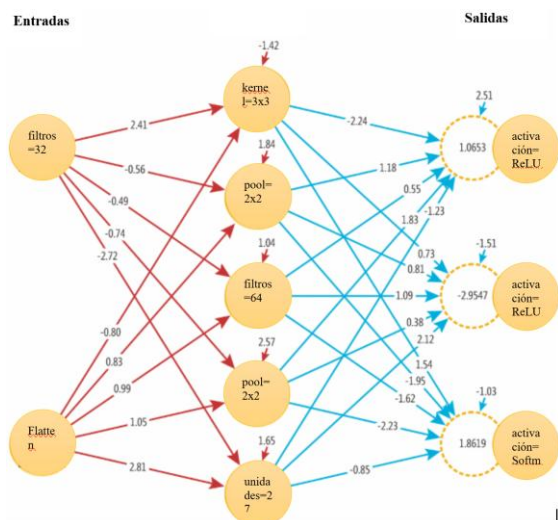 Entradas
Salidas
-1.42
kerne
l=3x3
2.51
filtros
=32
2.41
-2.24
1.0653
activa
ción=
ReLU
1.84
-0.56
pool=
2x2
1.18
0.55
-0.49
1.83
-1.23
-0.74
1.04
-2.72
filtros
=64
0.73
0.81
-1.51
1.09
-2.9547
activa
ción=
ReLU
-0.80
0.38
2.57
2.12
0.83
0.99
pool=
2x2
1.54
-1.95
-1.62
-1.03
Flatte
n
1.05
-2.23
1.8619
activa
ción=
Softm
1.65
2.81
unida
des=2
7
-0.85